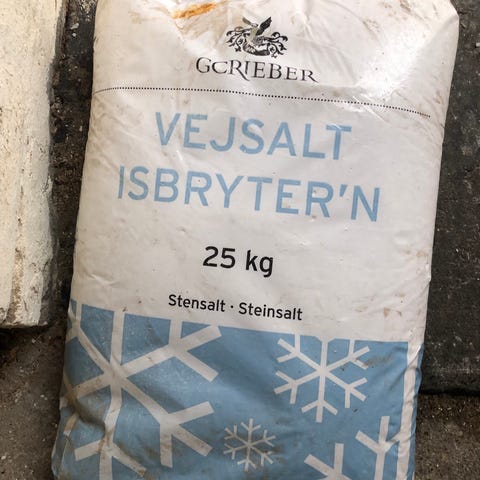 GCRIEBER
VEJSALT
ISBRYTER'N
25 kg
Stensalt · Steinsalt